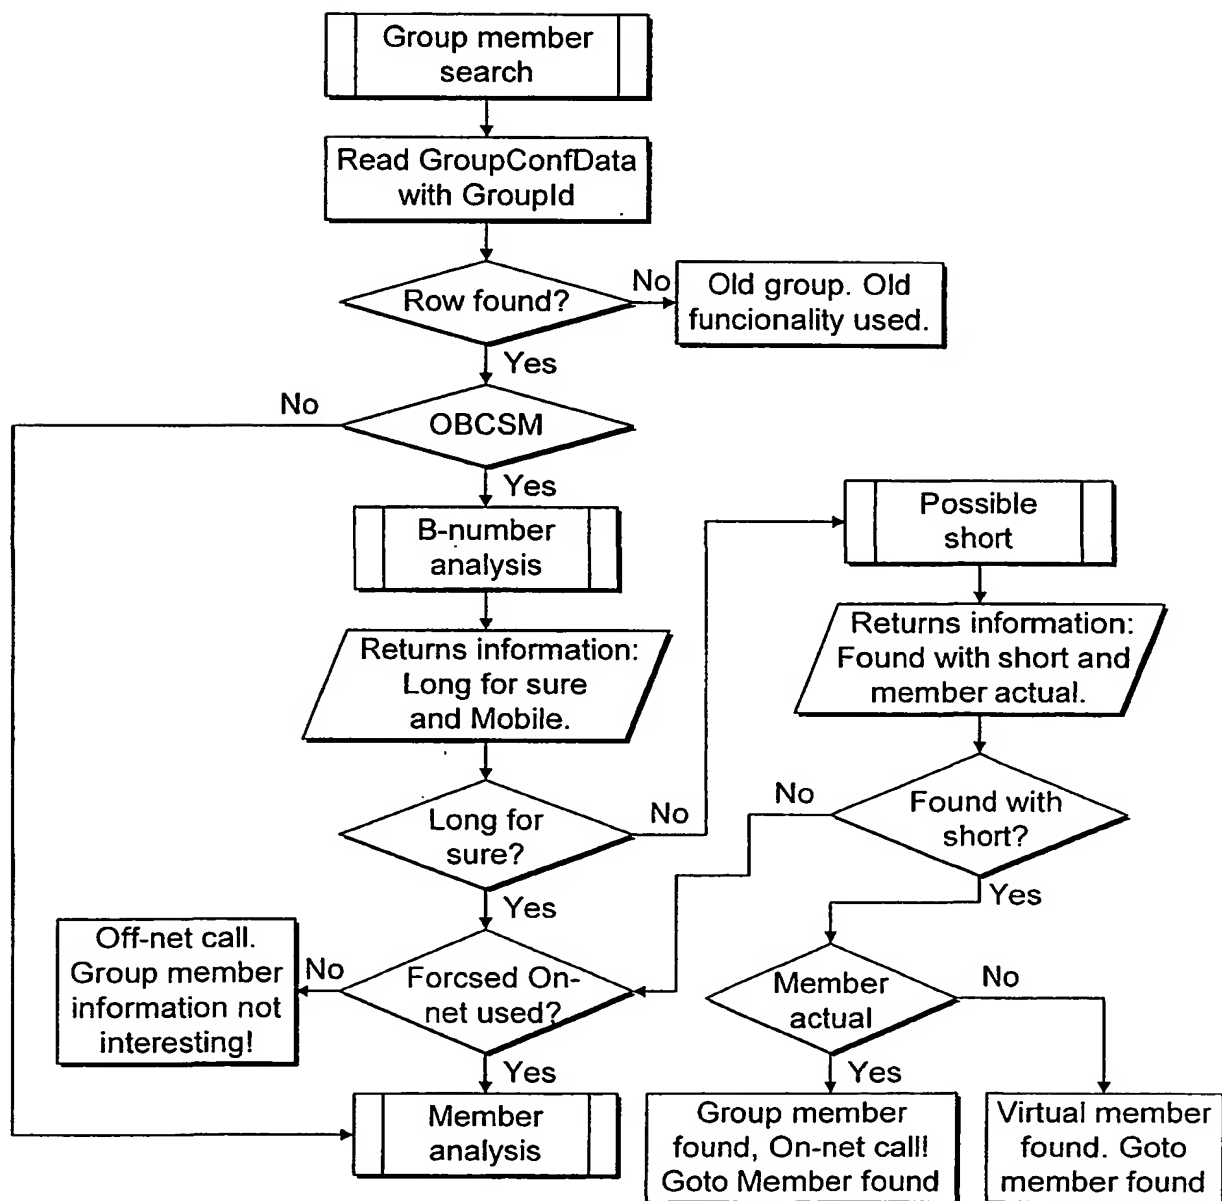 Group member
search
Read GroupConfData
with GroupId
Row found?
No
Old group. Old
funcionality used.
Yes
No
OBCSM
Yes
B-number
analysis
Possible
short
Returns information:
Long for sure
and Mobile.
Returns information:
Found with short and
member actual.
Long for
sure?
No
No
Found with
short?
Yes
Yes
Off-net call.
Group member
information not
interesting!
No
Forcsed On-
net used?
Member
actual
No
Yes
Yes
Member
analysis
Group member
found, On-net call!
Goto Member found
Virtual member
found. Goto
member found